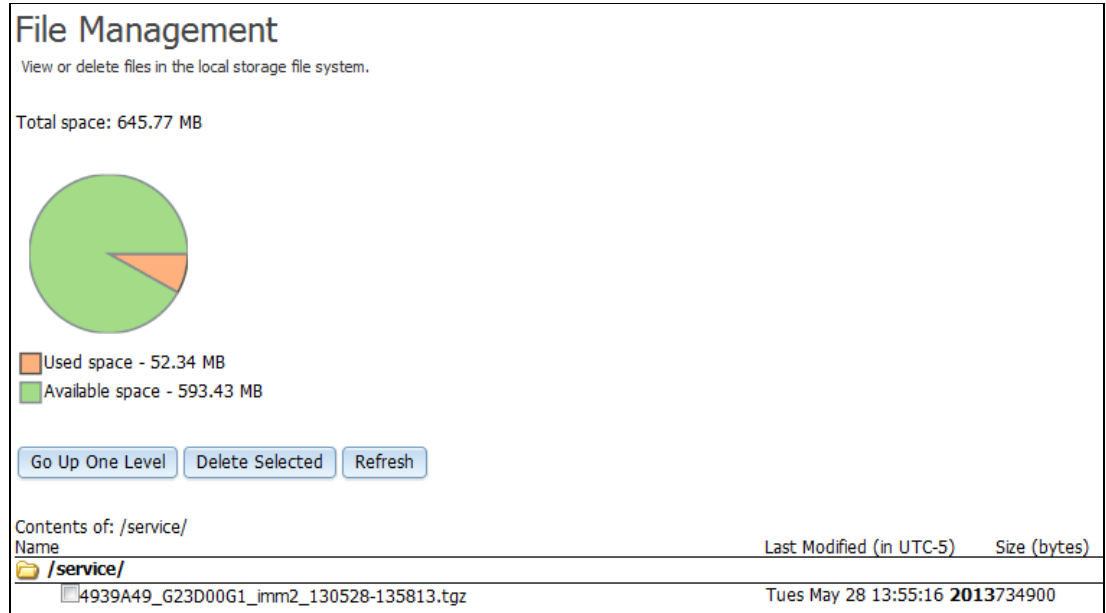 File Management
View or delete files in the local storage file system.
Total space: 645.77 MB
Used space - 52.34 MB
Available space - 593.43 MB
Go Up One Level Delete Selected Refresh
Contents of: /service/
Name Last Modified (in UTC-5) Size (bytes)
/service/
4939A49_G23D00G1_imm2_130528-135813.tgz Tues May 28 13:55:16 2013734900